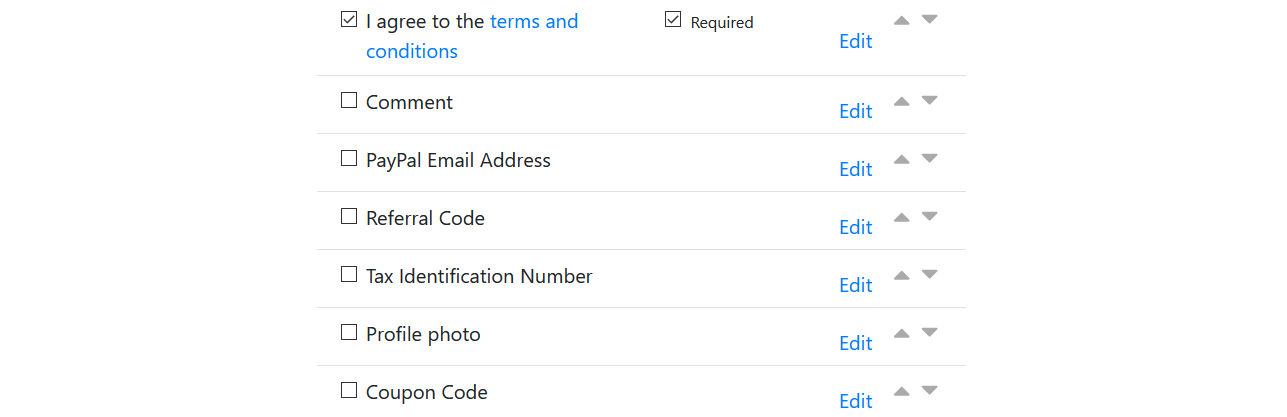 I agree to the terms and Required
conditions Edit
Comment
Edit
PayPal Email Address
Edit
Referral Code
Edit
Tax Identification Number
Edit
Profile photo
Edit
Coupon Code
Edit